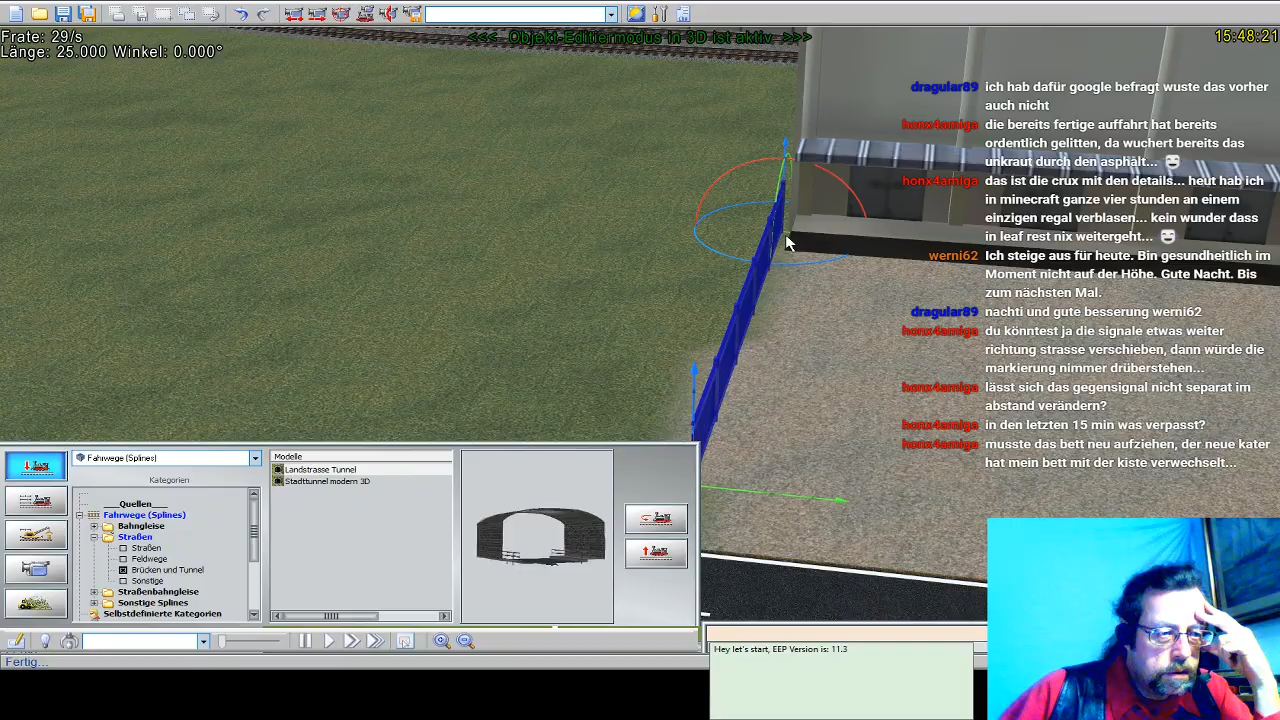 Frate: 29/s
Länge: 25.000 Winkel: 0.000°
<<< Objekt-Editiermodus in 3D ist aktiv >>>
15:48:21
dragular89 ich hab dafür google befragt wuste das vorher
auch nicht
honx4amiga die bereits fertige auffahrt hat bereits
ordentlich gelitten, da wuchert bereits das
unkraut durch den asphalt...
honx4amiga das ist die crux mit den details... heut hab ich
in minecraft ganze vier stunden an einem
einzigen regal verblasen... kein wunder dass
in leaf rest nix weitergeht...
werni62 Ich steige aus für heute. Bin gesundheitlich im
Moment nicht auf der Höhe. Gute Nacht. Bis
zum nächsten Mal.
dragular89 nachti und gute besserung werni62
honx4amiga du könntest ja die signale etwas weiter
richtung strasse verschieben, dann würde die
markierung nimmer drüberstehen...
honx4amiga lässt sich das gegensignal nicht separat im
abstand verändern?
honx4amiga in den letzten 15 min was verpasst?
honx4amiga musste das bett neu aufziehen, der neue kater
hat mein bett mit der kiste verwechselt...
Fahrwege (Splines)
Kategorien
__Quellen__
Fahrwege (Splines)
Bahngleise
Straßen
Straßen
Feldwege
Brücken und Tunnel
Sonstige
Straßenbahngleise
Sonstige Splines
Selbstdefinierte Kategorien
Modelle
Landstrasse Tunnel
Stadttunnel modern 3D
Hey let's start, EEP Version is: 11.3
Fertig...